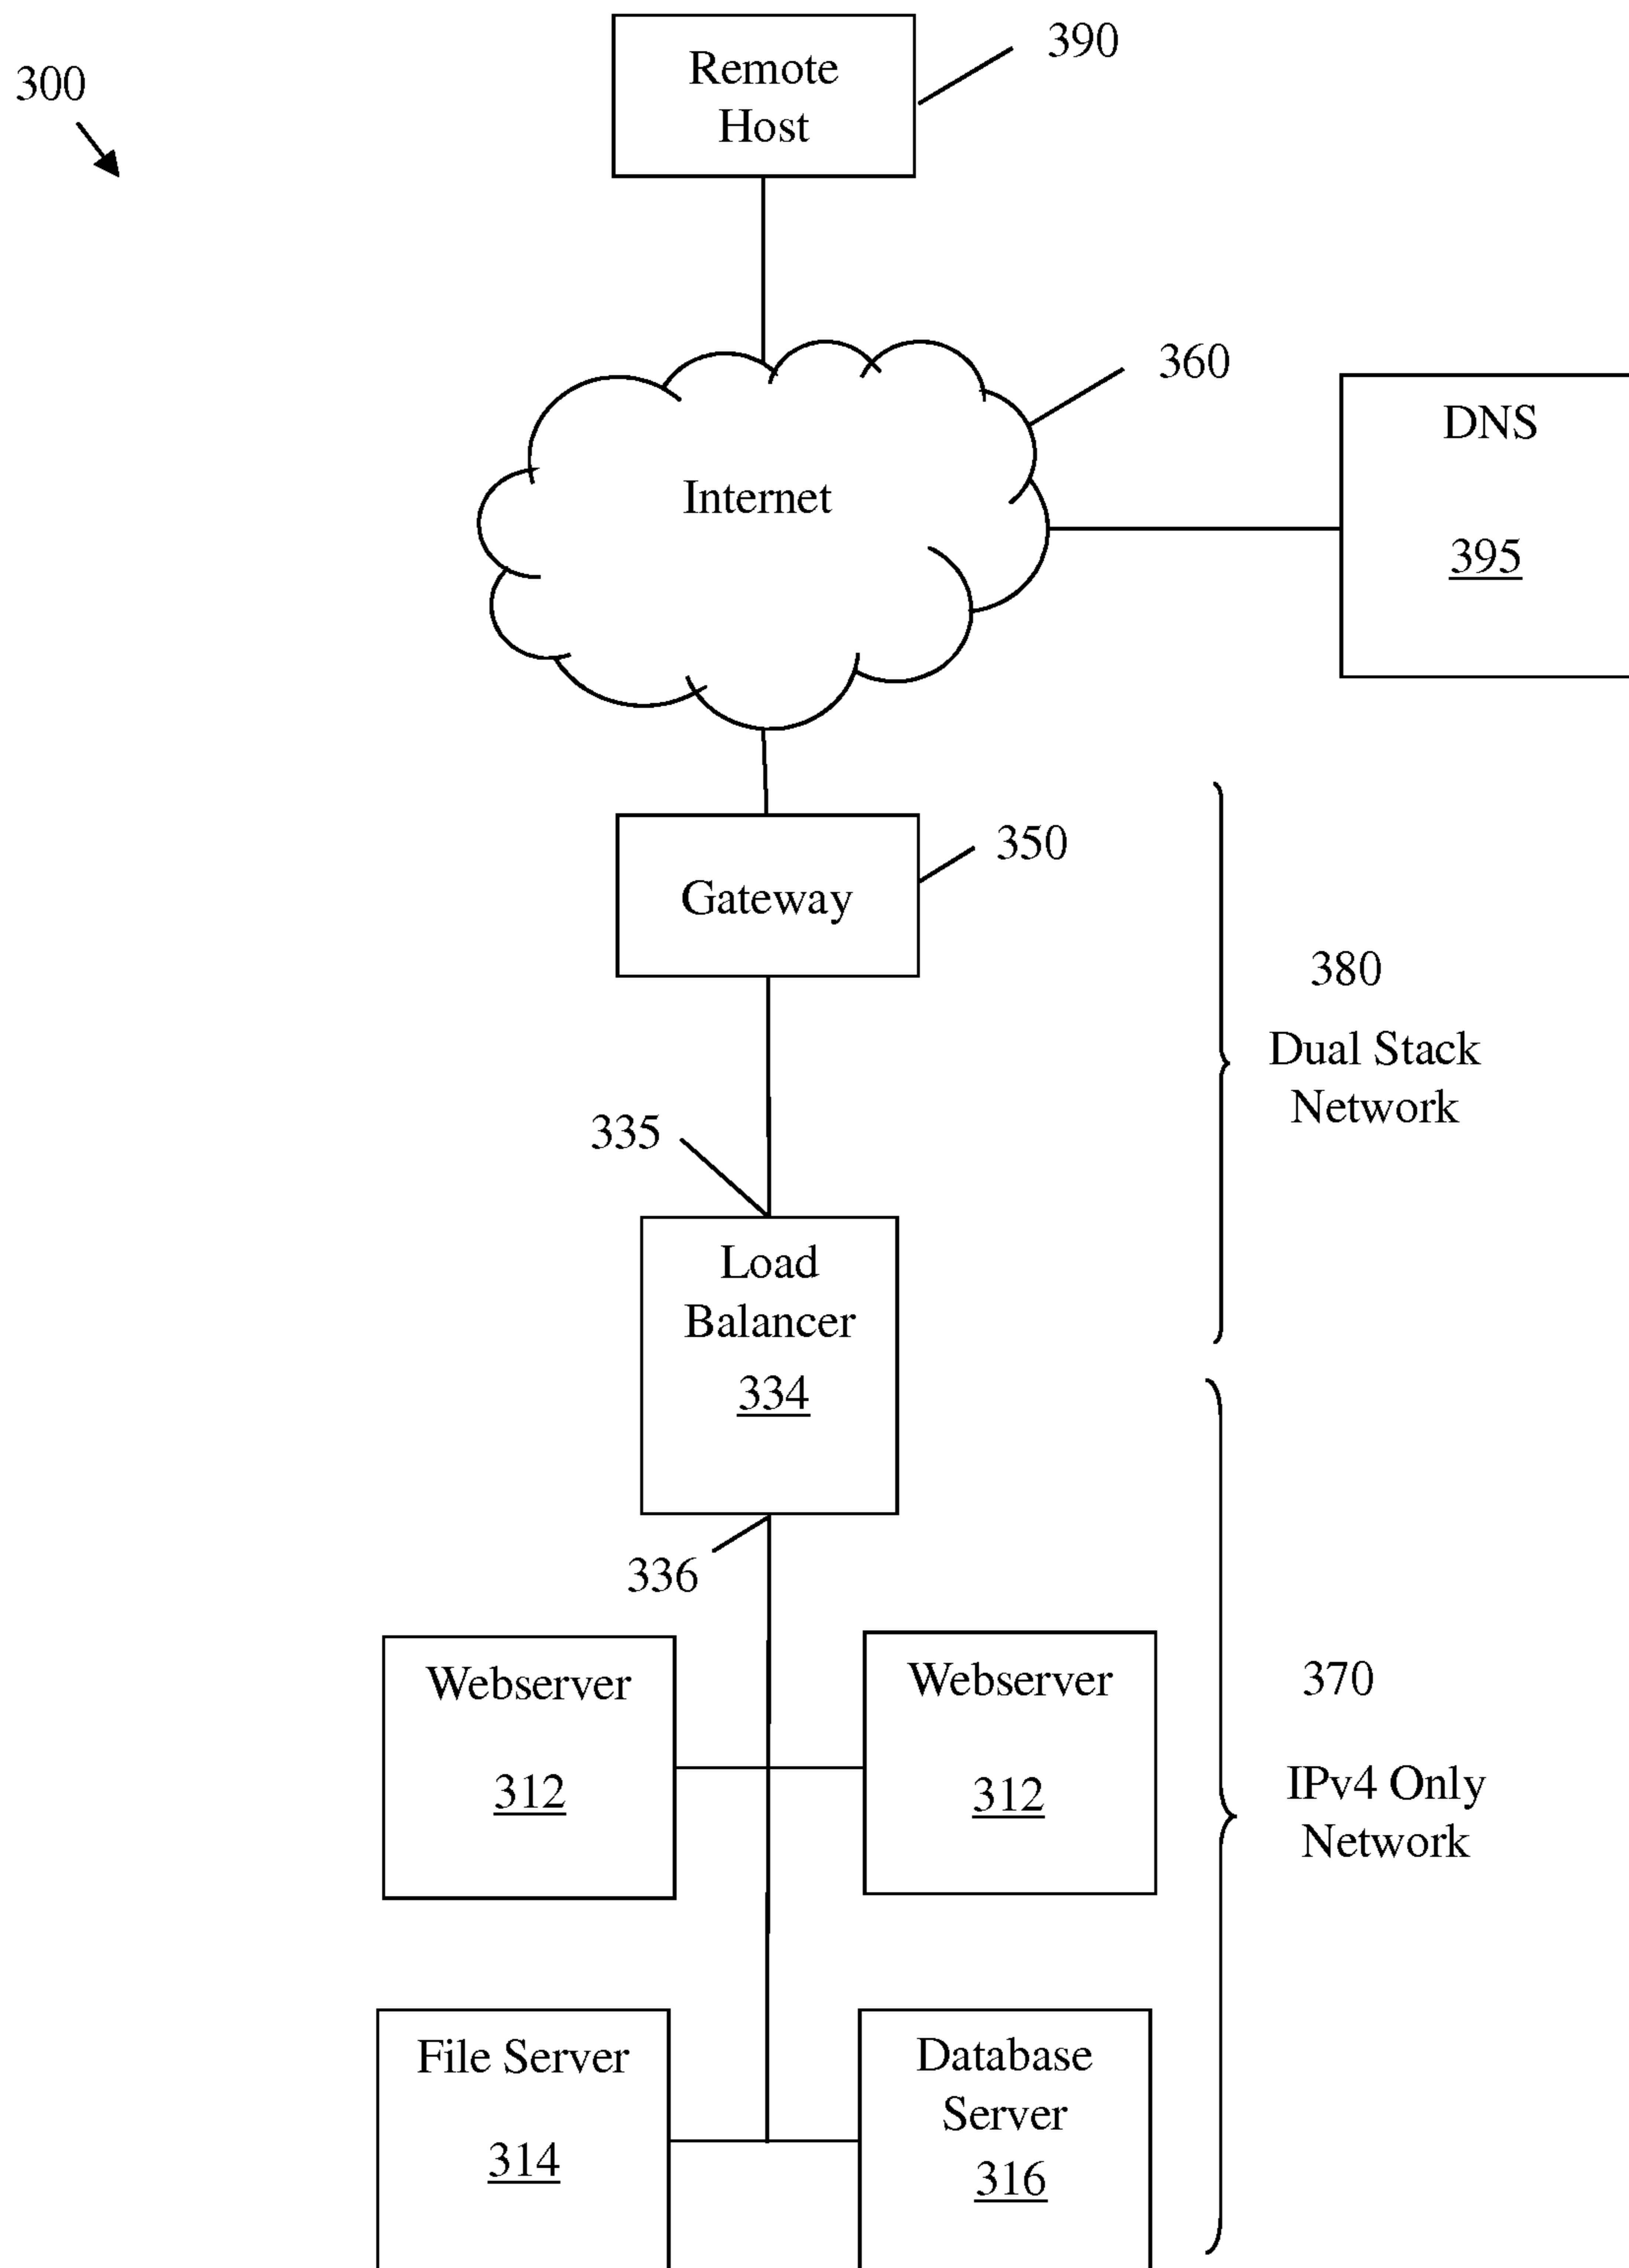 390
Remote
Host
300
360
DNS
Internet
395
350
Gateway
380
Dual Stack
Network
335
Load
Balancer
334
336
Webserver
312
Webserver
312
370
IPv4 Only
Network
File Server
314
Database
Server
316